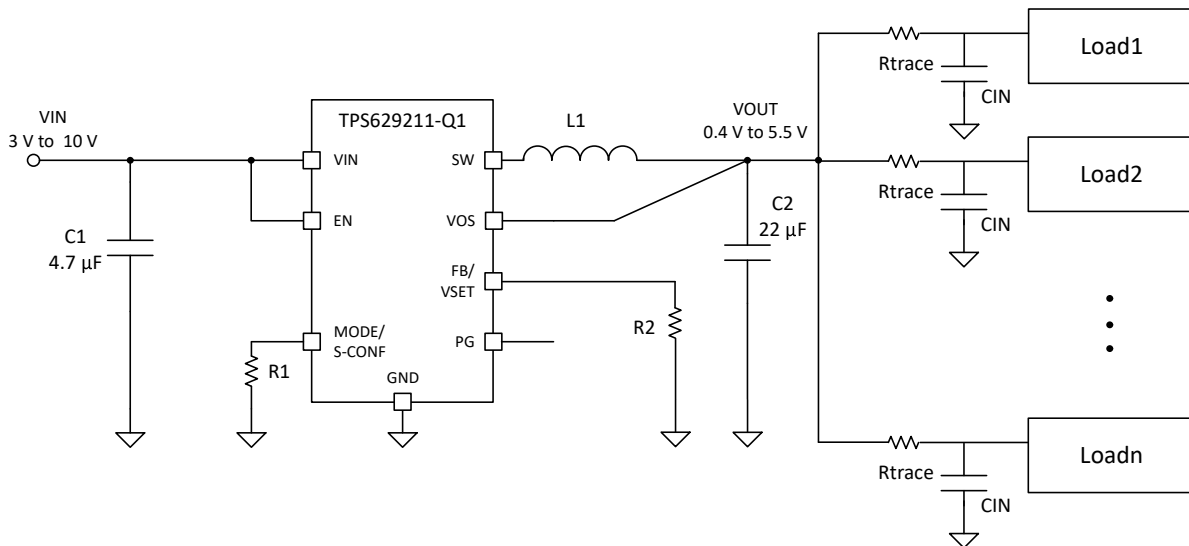 VIN
3 V to 10 V
C1
4.7 µF
TPS629211-Q1
VIN
EN
MODE/
S-CONF
GND
SW
VOS
FB/
VSET
PG
R1
L1
R2
VOUT
0.4 V to 5.5 V
C2
22 µF
Rtrace
CIN
Load1
Rtrace
CIN
Load2
Rtrace
CIN
Loadn